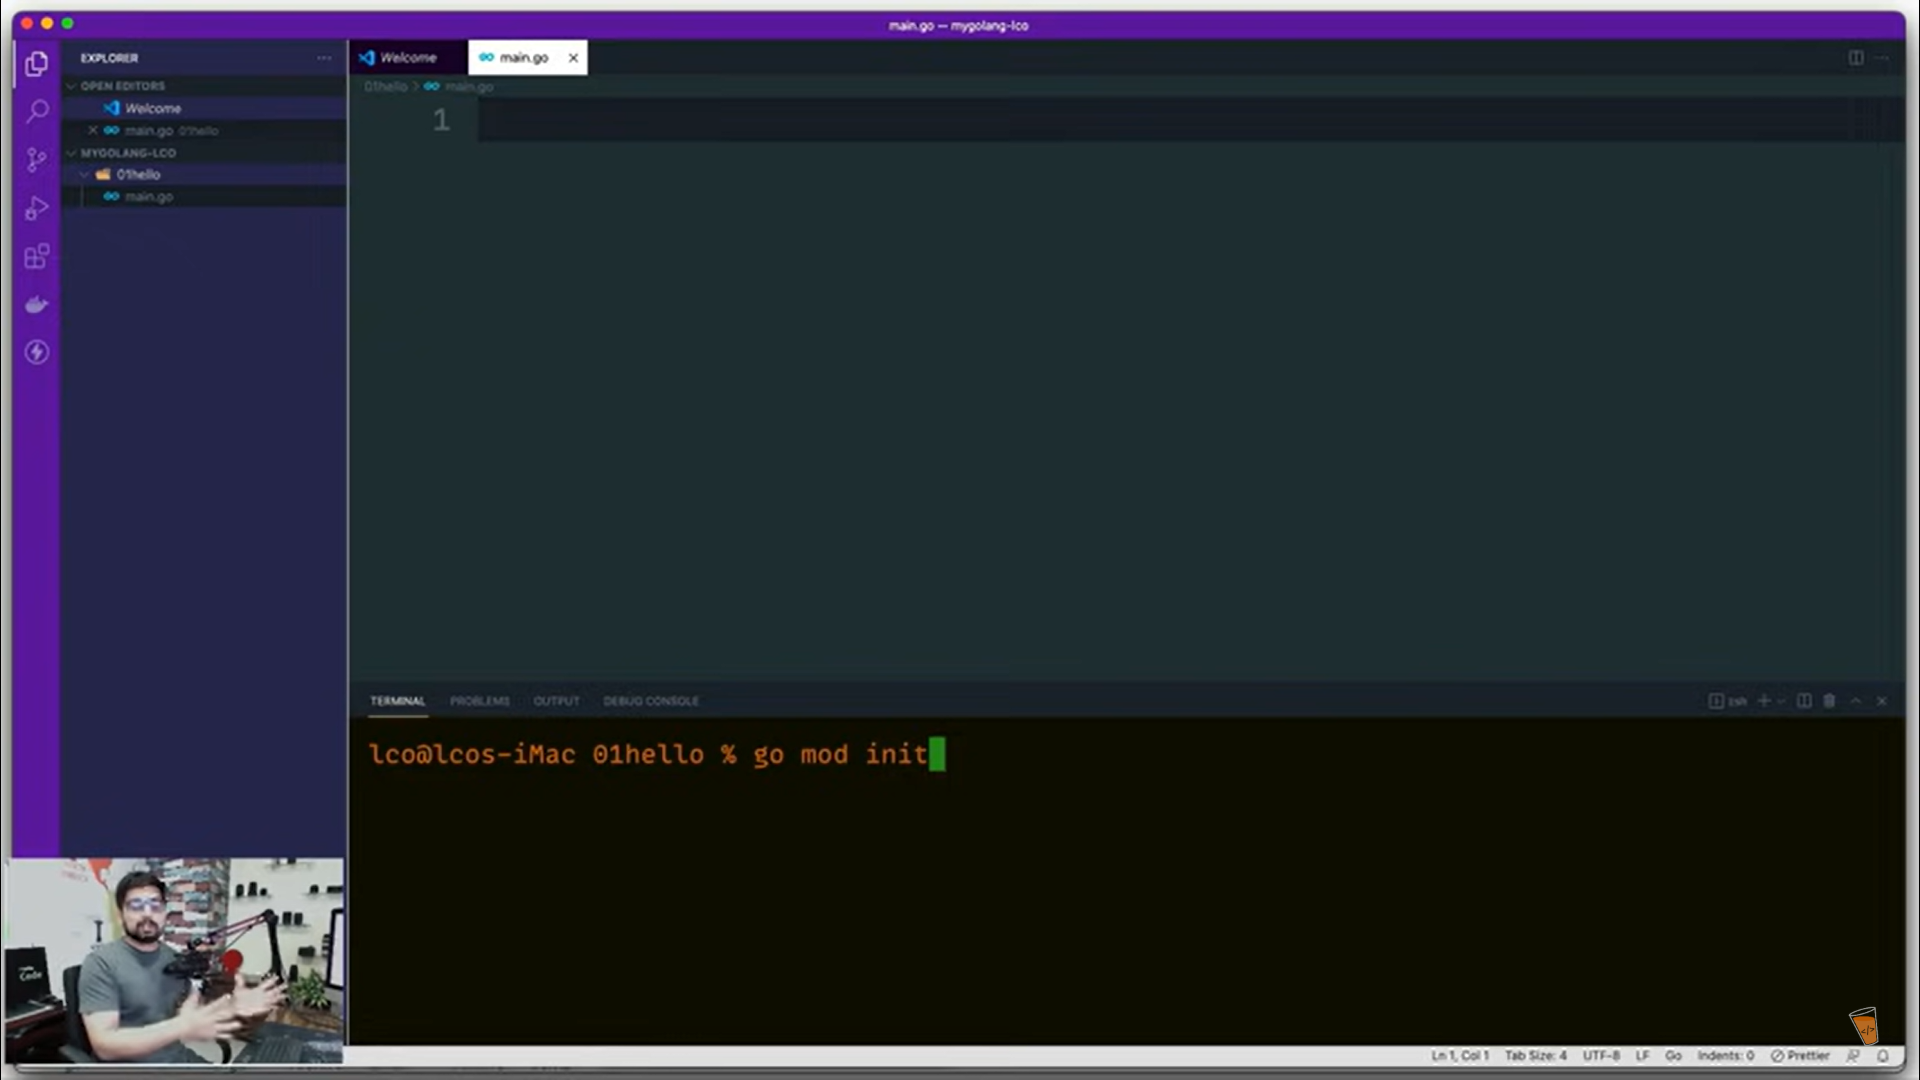 main.go — mygolang-lco
EXPLORER
Welcome
main.go
OPEN EDITORS
01hello > main.go
Welcome
1
main.go 01hello
MYGOLANG-LCO
01hello
main.go
TERMINAL PROBLEMS OUTPUT DEBUG CONSOLE
zsh
lco@lcos-iMac 01hello % go mod init
Code
</>
Ln 1, Col 1 Tab Size: 4 UTF-8 LF Go Indents: 0 Prettier